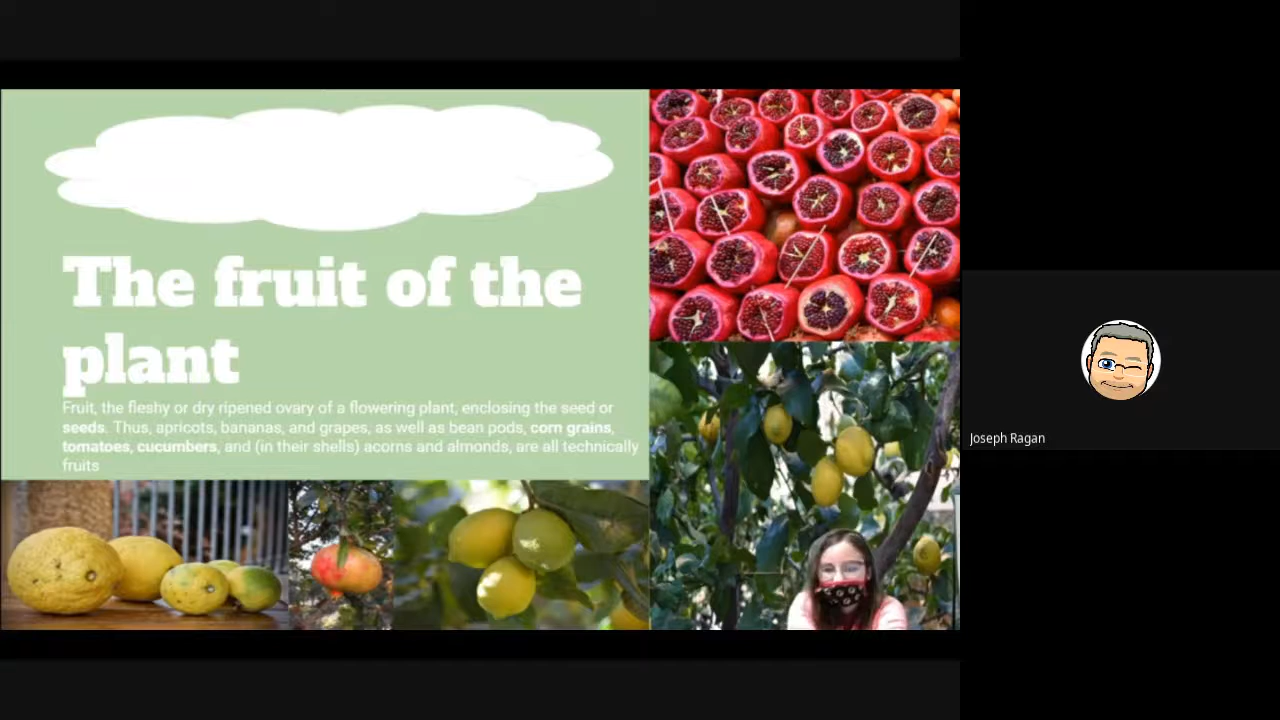 The fruit of the
plant
Fruit, the fleshy or dry ripened ovary of a flowering plant, enclosing the seed or
seeds. Thus, apricots, bananas, and grapes, as well as bean pods, corn grains,
tomatoes, cucumbers, and (in their shells) acorns and almonds, are all technically
fruits
Joseph Ragan